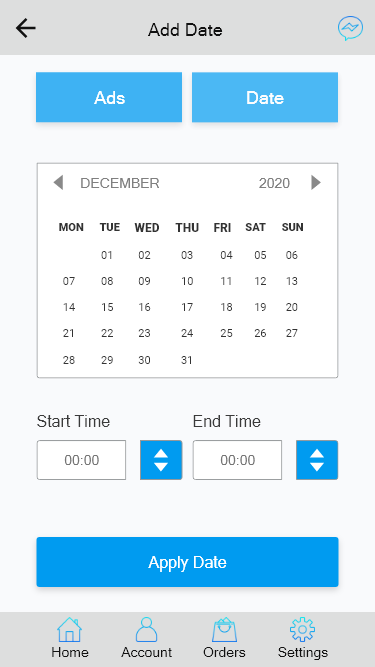 Add Date
Ads Date
DECEMBER 2020
MON TUE WED THU FRI SAT SUN
01 02 03 04 05 06
07 08 09 10 11 12 13
14 15 16 17 18 19 20
21 22 23 24 25 26 27
28 29 30 31
Start Time End Time
00:00 00:00
Apply Date
Home Account Orders Settings